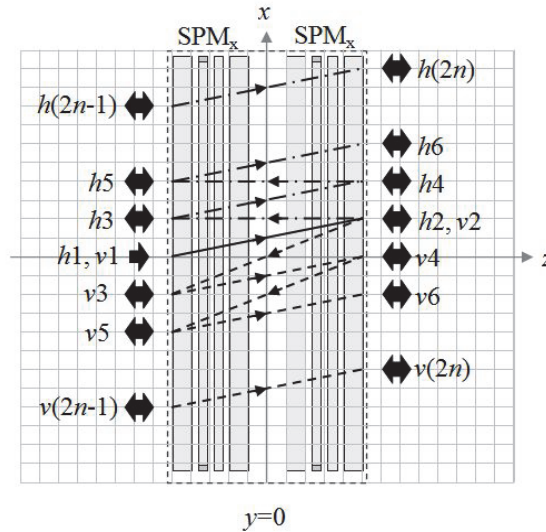 x
SPMx SPMx
h(2n)
h(2n-1)
h6
h5
h4
h3
h2, v2
h1, v1
v4
z
v3
v6
v5
v(2n)
v(2n-1)
y=0